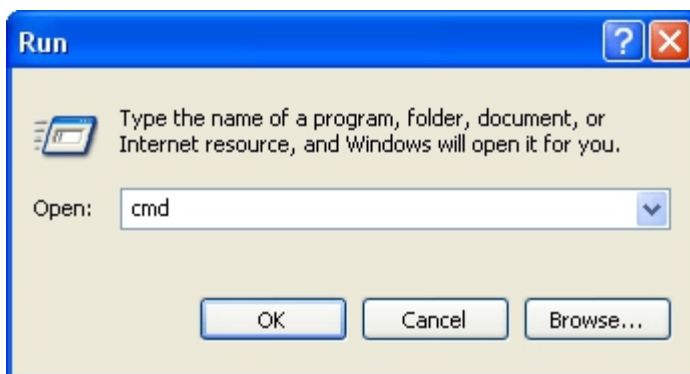 Run
?
Type the name of a program, folder, document, or
Internet resource, and Windows will open it for you.
Open: cmd
OK Cancel Browse...